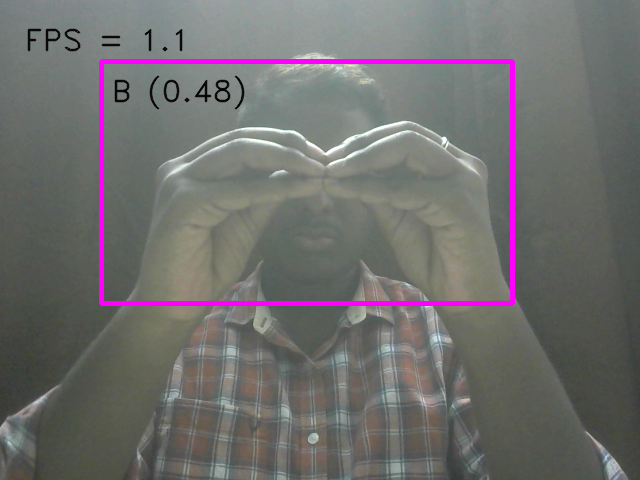 FPS = 1.1
B (0.48)